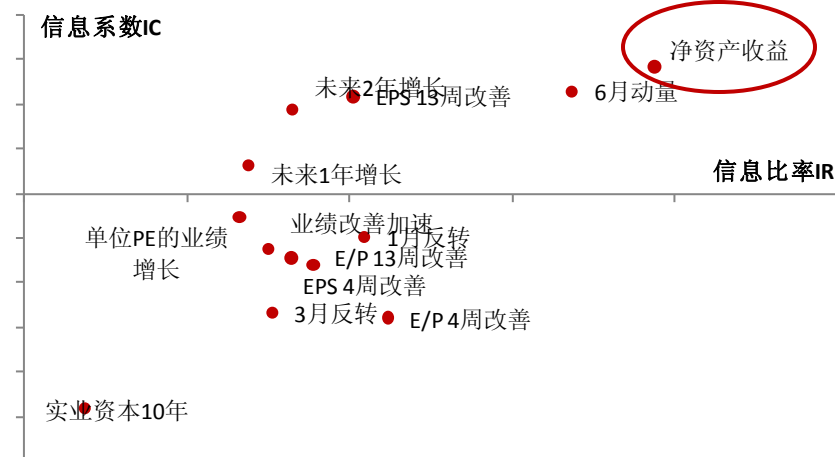 信息系数IC
净资产收益
未来2年增长
EPS 13周改善
6月动量
未来1年增长
信息比率IR
业绩改善加速
单位PE的业绩
增长
1月反转
E/P 13周改善
EPS 4周改善
3月反转
E/P 4周改善
实业资本10年